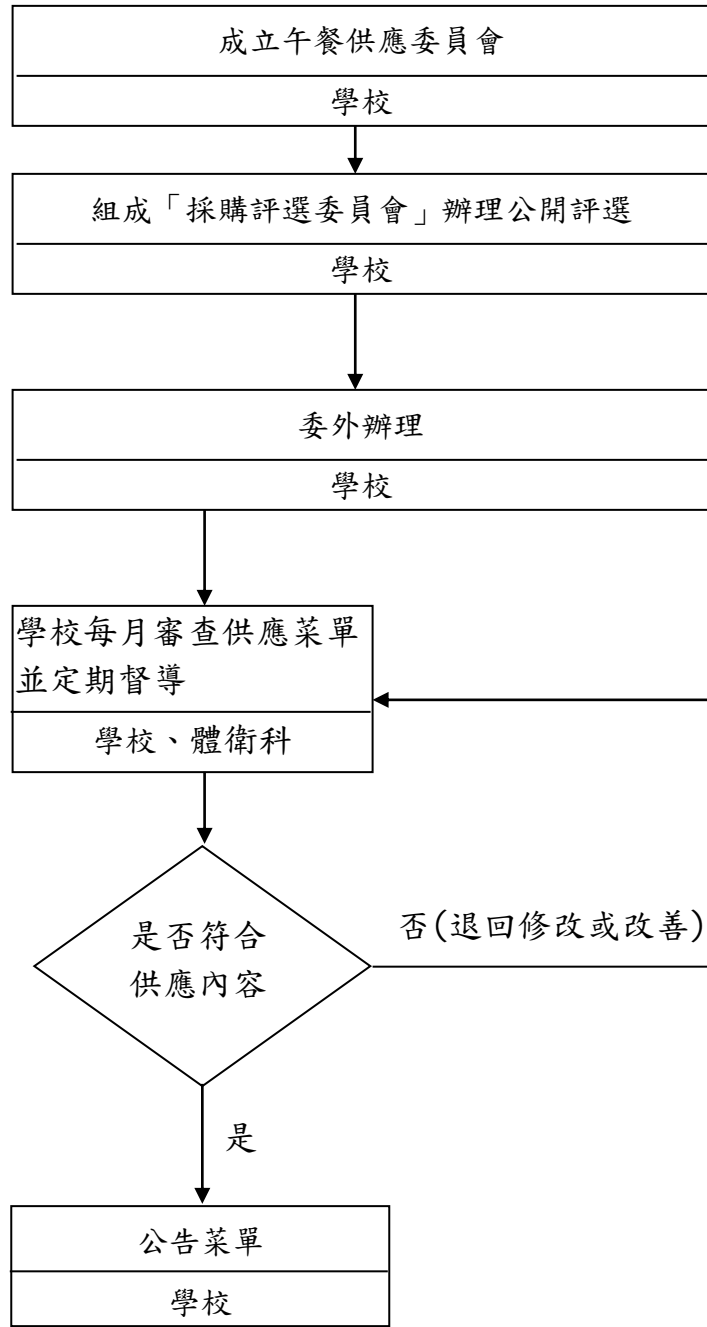 成立午餐供應委員會
學校
組成「採購評選委員會」辦理公開評選
學校
委外辦理
學校
學校每月審查供應菜單
並定期督導
學校、體衛科
是否符合
供應內容
否(退回修改或改善)
是
公告菜單
學校